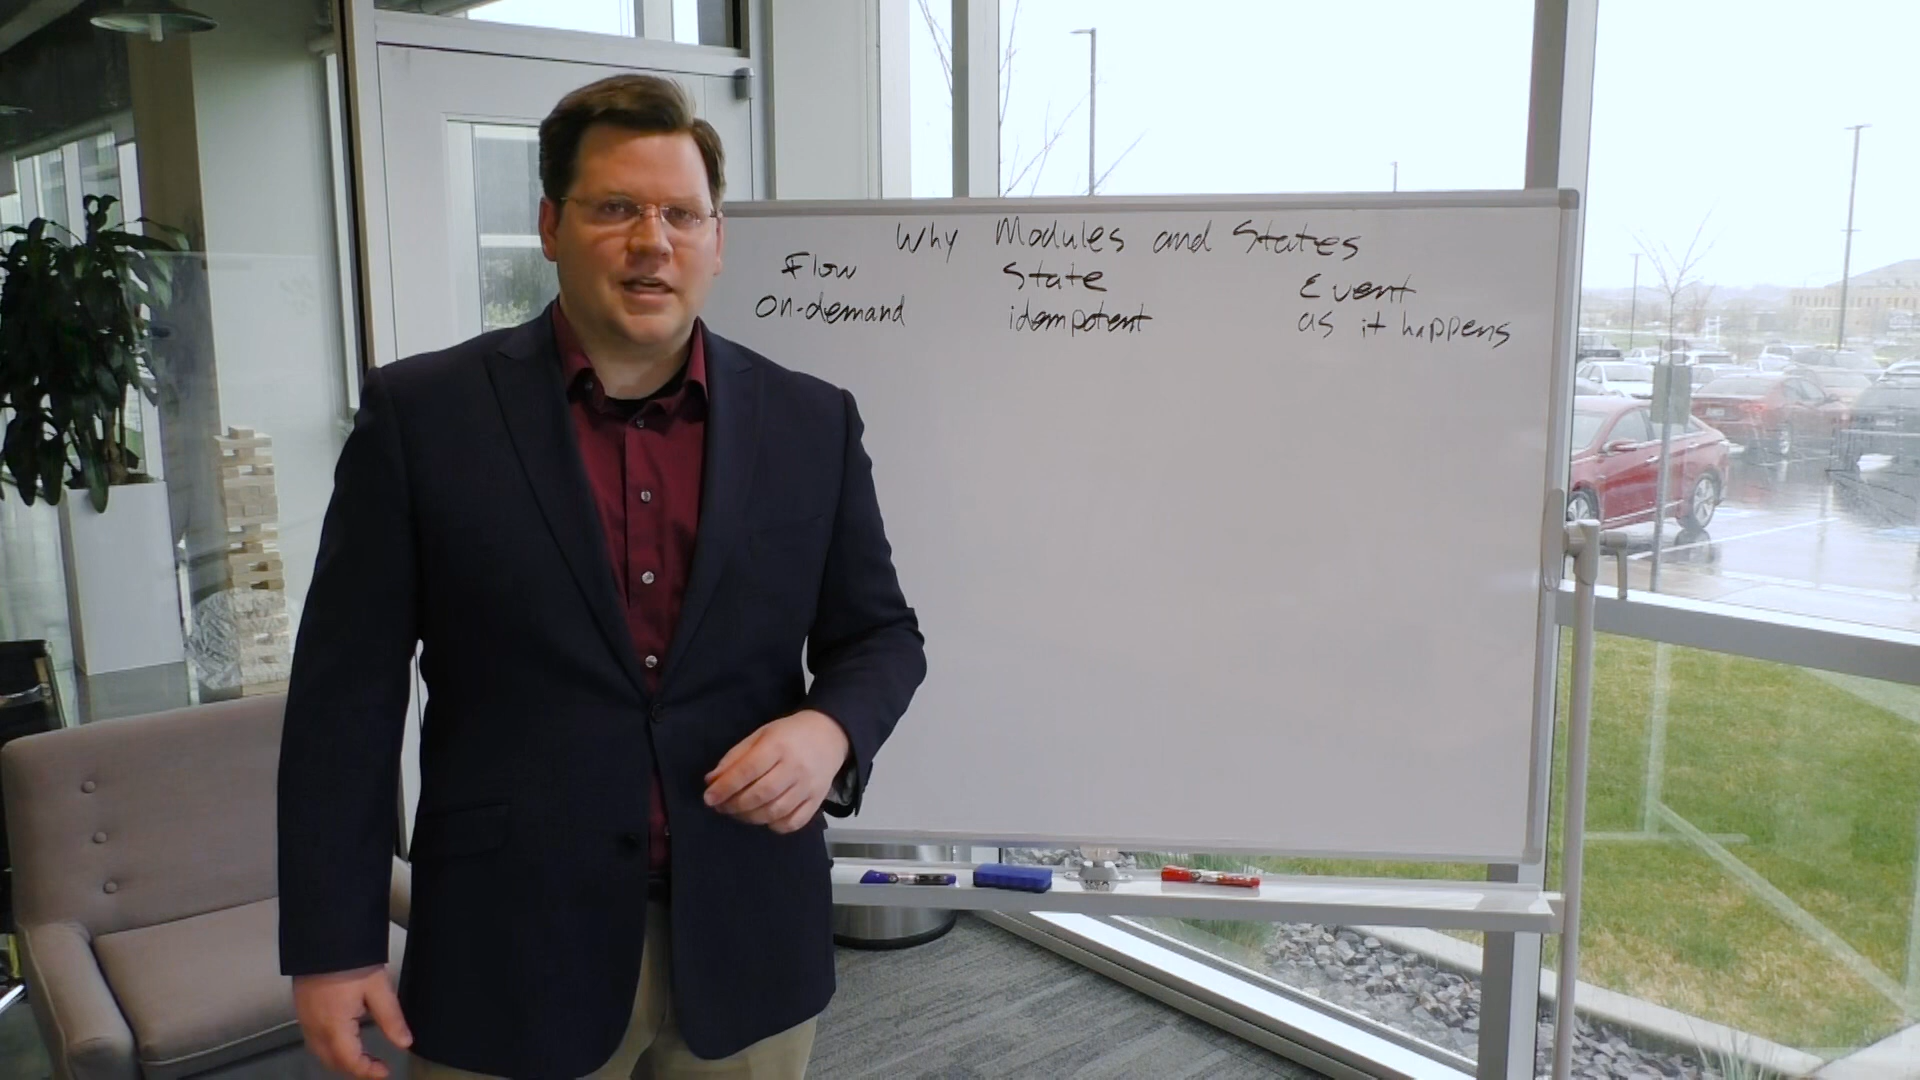 Why Modules and States
Flow State Event
on-demand idempotent as it happens